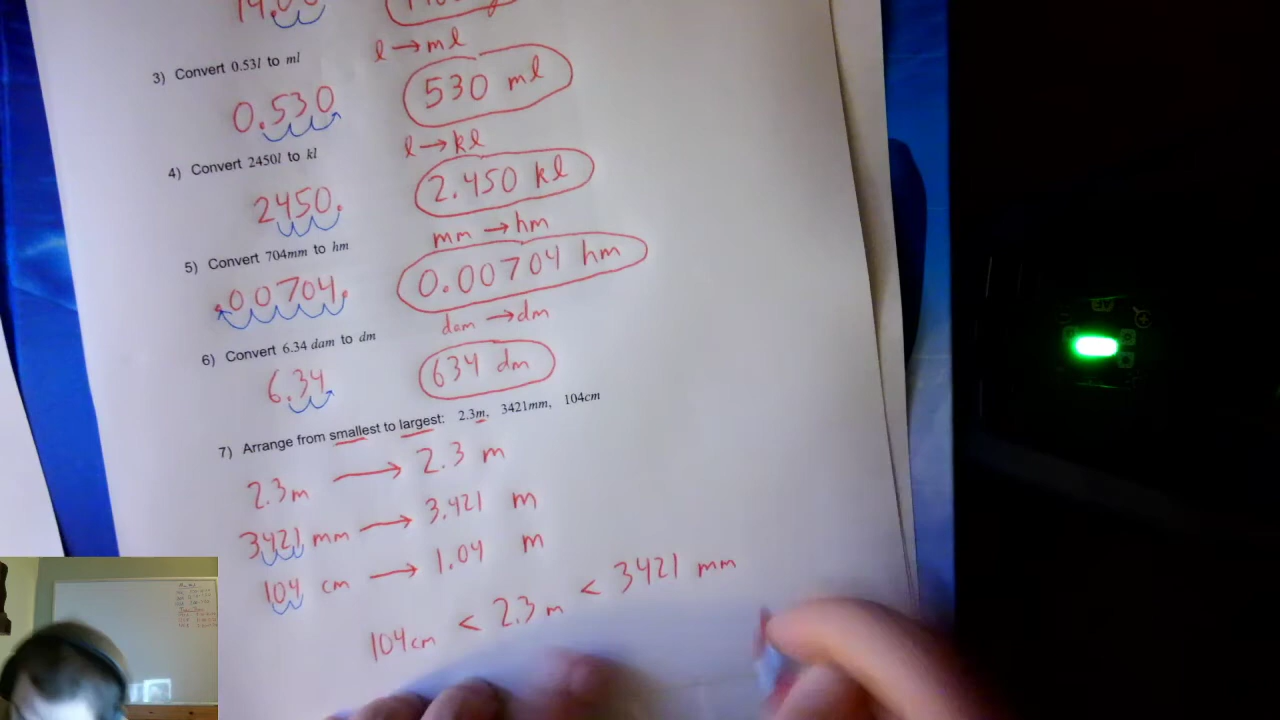 l → ml
3) Convert 0.53l to ml
0.530
530 ml
l → kl
4) Convert 2450l to kl
2450.
2.450 kl
mm → hm
5) Convert 704mm to hm
.00704.
0.00704 hm
dam → dm
6) Convert 6.34 dam to dm
6.34
634 dm
7) Arrange from smallest to largest: 2.3m, 3421mm, 104cm
2.3m → 2.3 m
3421 mm → 3.421 m
104 cm → 1.04 m
104cm < 2.3m < 3421 mm